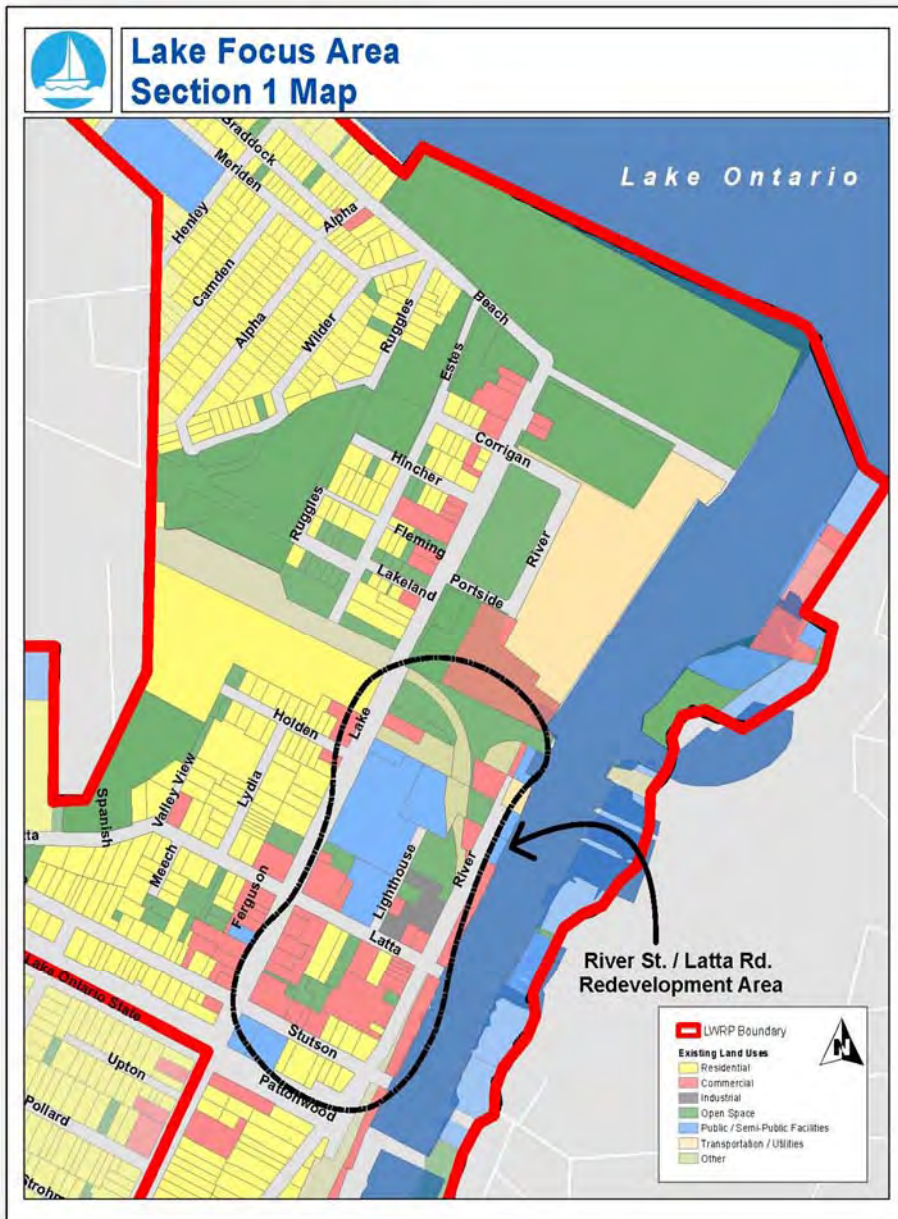 Lake Focus Area
Section 1 Map
Lake Ontario
Braddock
Meriden
Henley
Alpha
Camden
Alpha
Wilder
Ruggles
Beach
Estes
Corrigan
Hincher
Ruggles
Fleming
River
Lakeland
Portside
Lake
Holden
Lydia
Valley View
Spanish
tta
Meech
Ferguson
Lighthouse
River
Latta
River St. / Latta Rd.
Redevelopment Area
Lake Ontario State
Stutson
Pattonwood
Upton
Pollard
Strohm
LWRP Boundary
N
Existing Land Uses
Residential
Commercial
Industrial
Open Space
Public / Semi-Public Facilities
Transportation / Utilities
Other